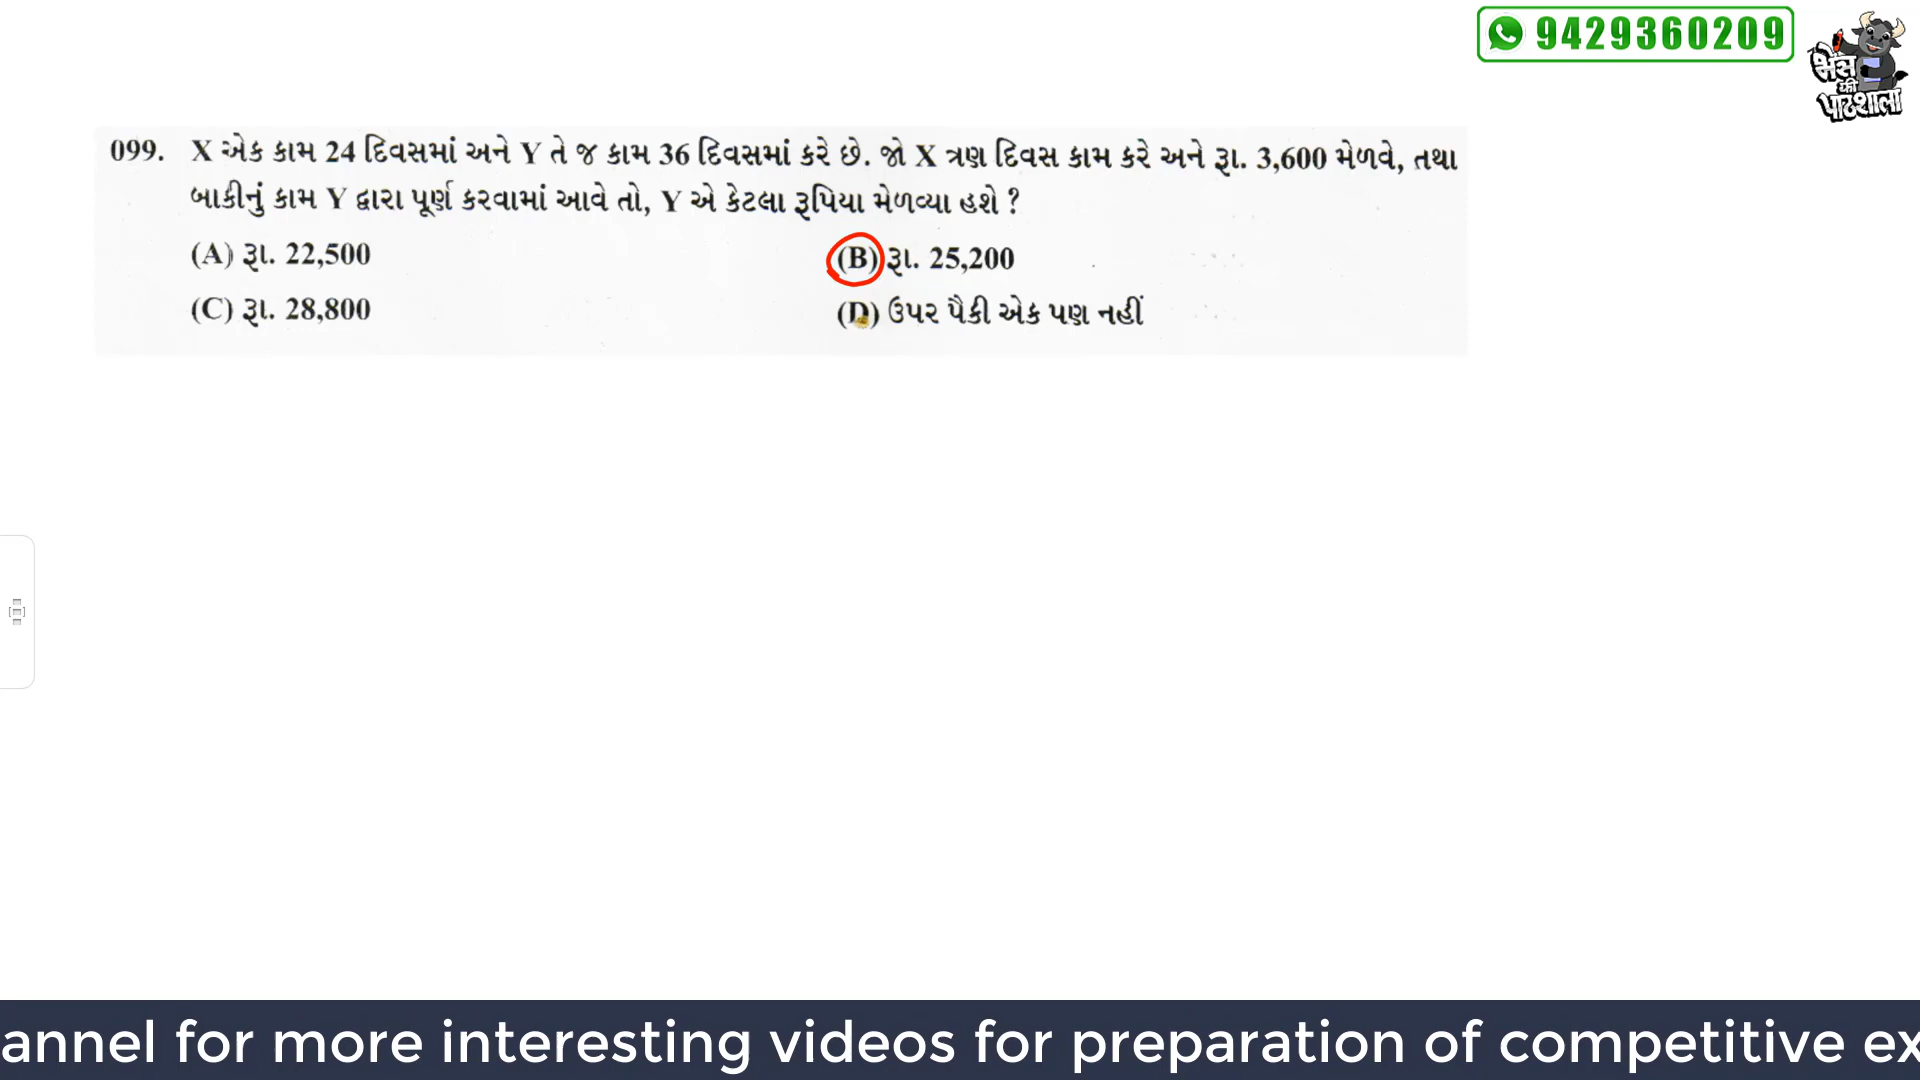 9429360209
भैंस
की
पाठशाला
099. X એક કામ 24 દિવસમાં અને Y તે જ કામ 36 દિવસમાં કરે છે. જો X ત્રણ દિવસ કામ કરે અને રૂા. 3,600 મેળવે, તથા
બાકીનું કામ Y દ્વારા પૂર્ણ કરવામાં આવે તો, Y એ કેટલા રૂપિયા મેળવ્યા હશે ?
(A) રૂા. 22,500 (B) રૂા. 25,200
(C) રૂા. 28,800 (D) ઉપર પૈકી એક પણ નહીં
annel for more interesting videos for preparation of competitive ex